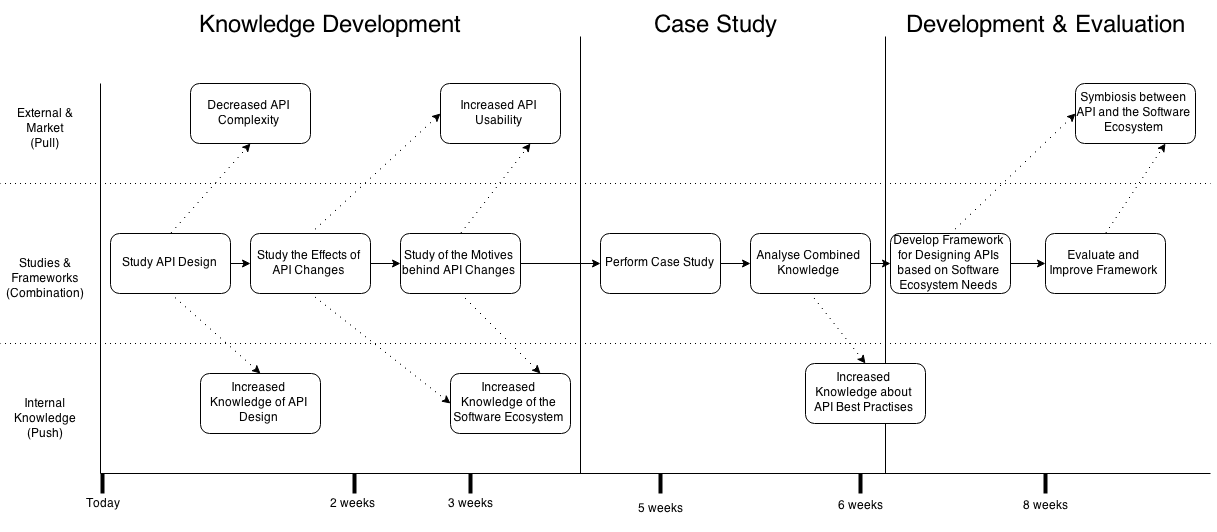 Knowledge Development
Case Study
Development & Evaluation
External &
Market
(Pull)
Decreased API
Complexity
Increased API
Usability
Symbiosis between
API and the Software
Ecosystem
Studies &
Frameworks
(Combination)
Study API Design
Study the Effects of
API Changes
Study of the Motives
behind API Changes
Perform Case Study
Analyse Combined
Knowledge
Develop Framework
for Designing APIs
based on Software
Ecosystem Needs
Evaluate and
Improve Framework
Internal
Knowledge
(Push)
Increased
Knowledge of API
Design
Increased
Knowledge of the
Software Ecosystem
Increased
Knowledge about
API Best Practises
Today
2 weeks
3 weeks
5 weeks
6 weeks
8 weeks